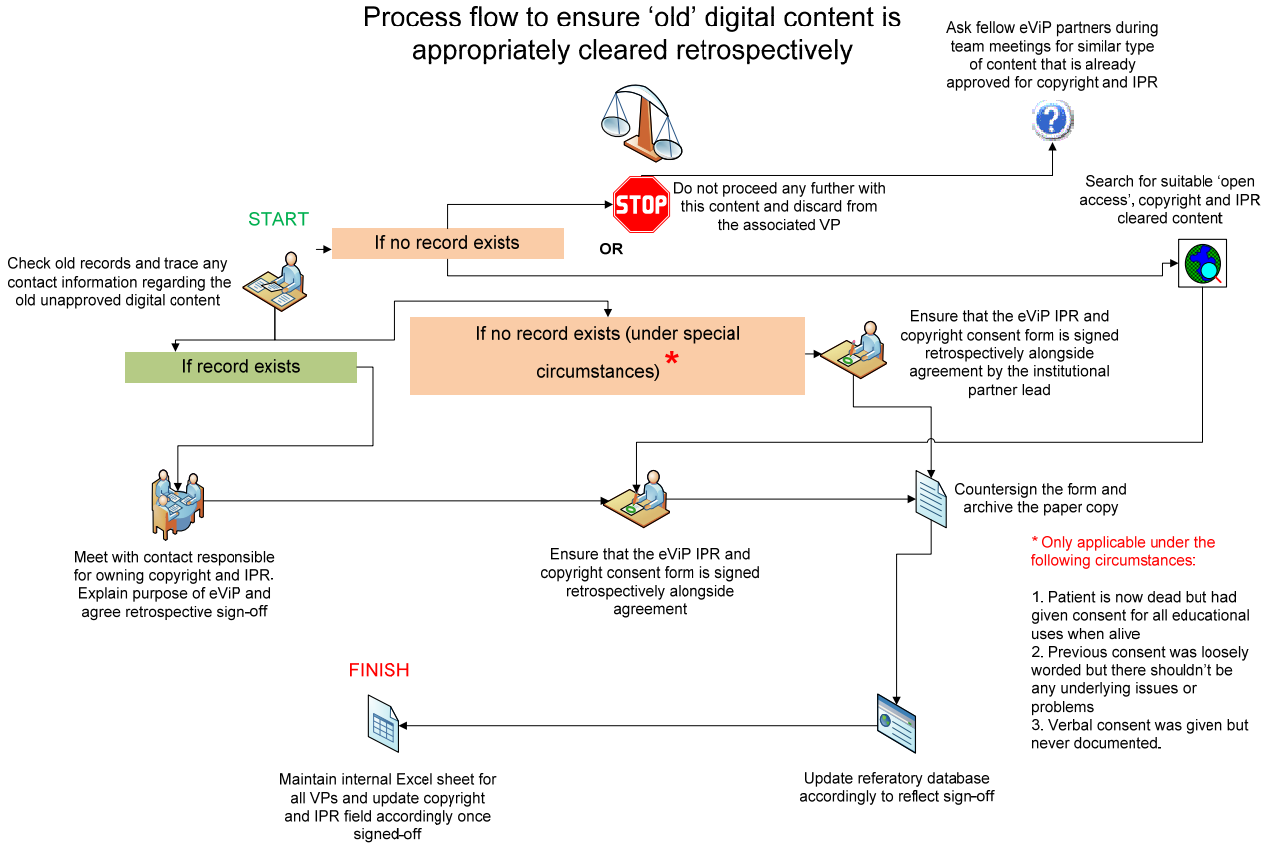 Process flow to ensure ‘old’ digital content is
appropriately cleared retrospectively
Ask fellow eViP partners during
team meetings for similar type
of content that is already
approved for copyright and IPR
?
START
If no record exists
STOP
Do not proceed any further with
this content and discard from
the associated VP
OR
Search for suitable ‘open
access’, copyright and IPR
cleared content
Check old records and trace any
contact information regarding the
old unapproved digital content
If record exists
If no record exists (under special
circumstances) *
Ensure that the eViP IPR and
copyright consent form is signed
retrospectively alongside
agreement by the institutional
partner lead
Meet with contact responsible
for owning copyright and IPR.
Explain purpose of eViP and
agree retrospective sign-off
Ensure that the eViP IPR and
copyright consent form is signed
retrospectively alongside
agreement
Countersign the form and
archive the paper copy
* Only applicable under the
following circumstances:
1. Patient is now dead but had
given consent for all educational
uses when alive
2. Previous consent was loosely
worded but there shouldn’t be
any underlying issues or
problems
3. Verbal consent was given but
never documented.
FINISH
Maintain internal Excel sheet for
all VPs and update copyright
and IPR field accordingly once
signed-off
Update referatory database
accordingly to reflect sign-off